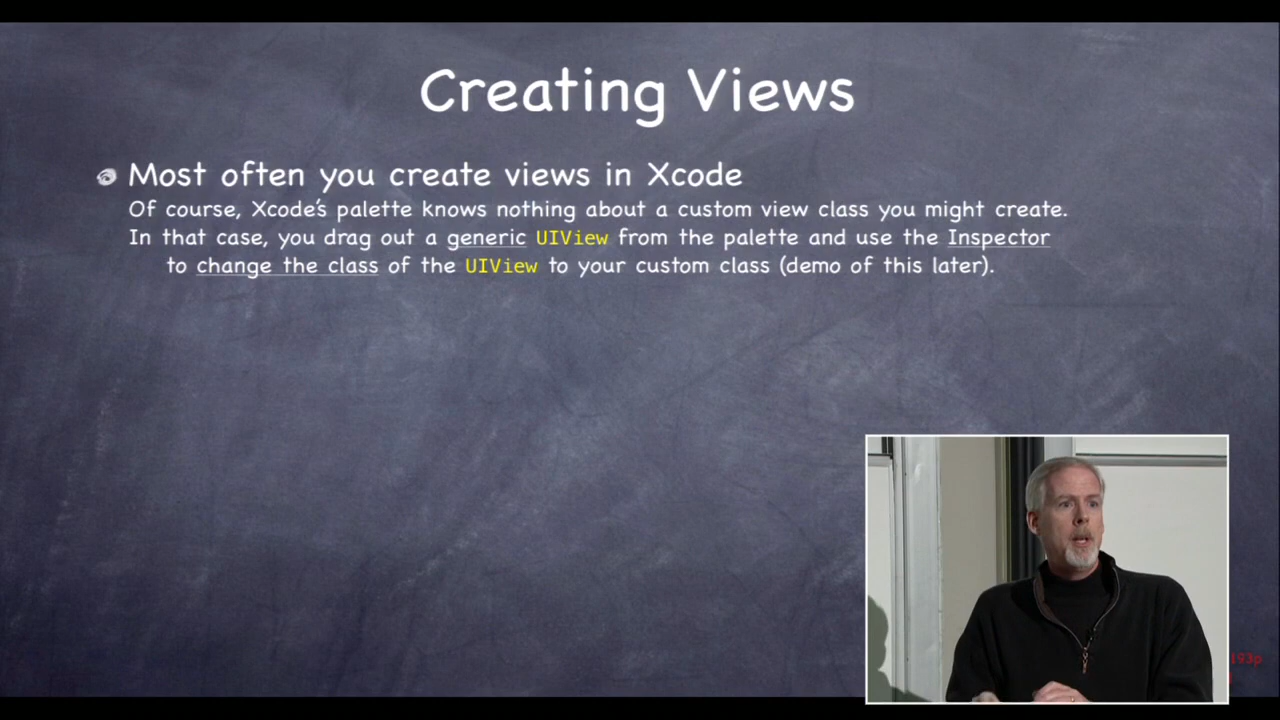 Creating Views
Most often you create views in Xcode
Of course, Xcode's palette knows nothing about a custom view class you might create.
In that case, you drag out a generic UIView from the palette and use the Inspector
to change the class of the UIView to your custom class (demo of this later).
193p